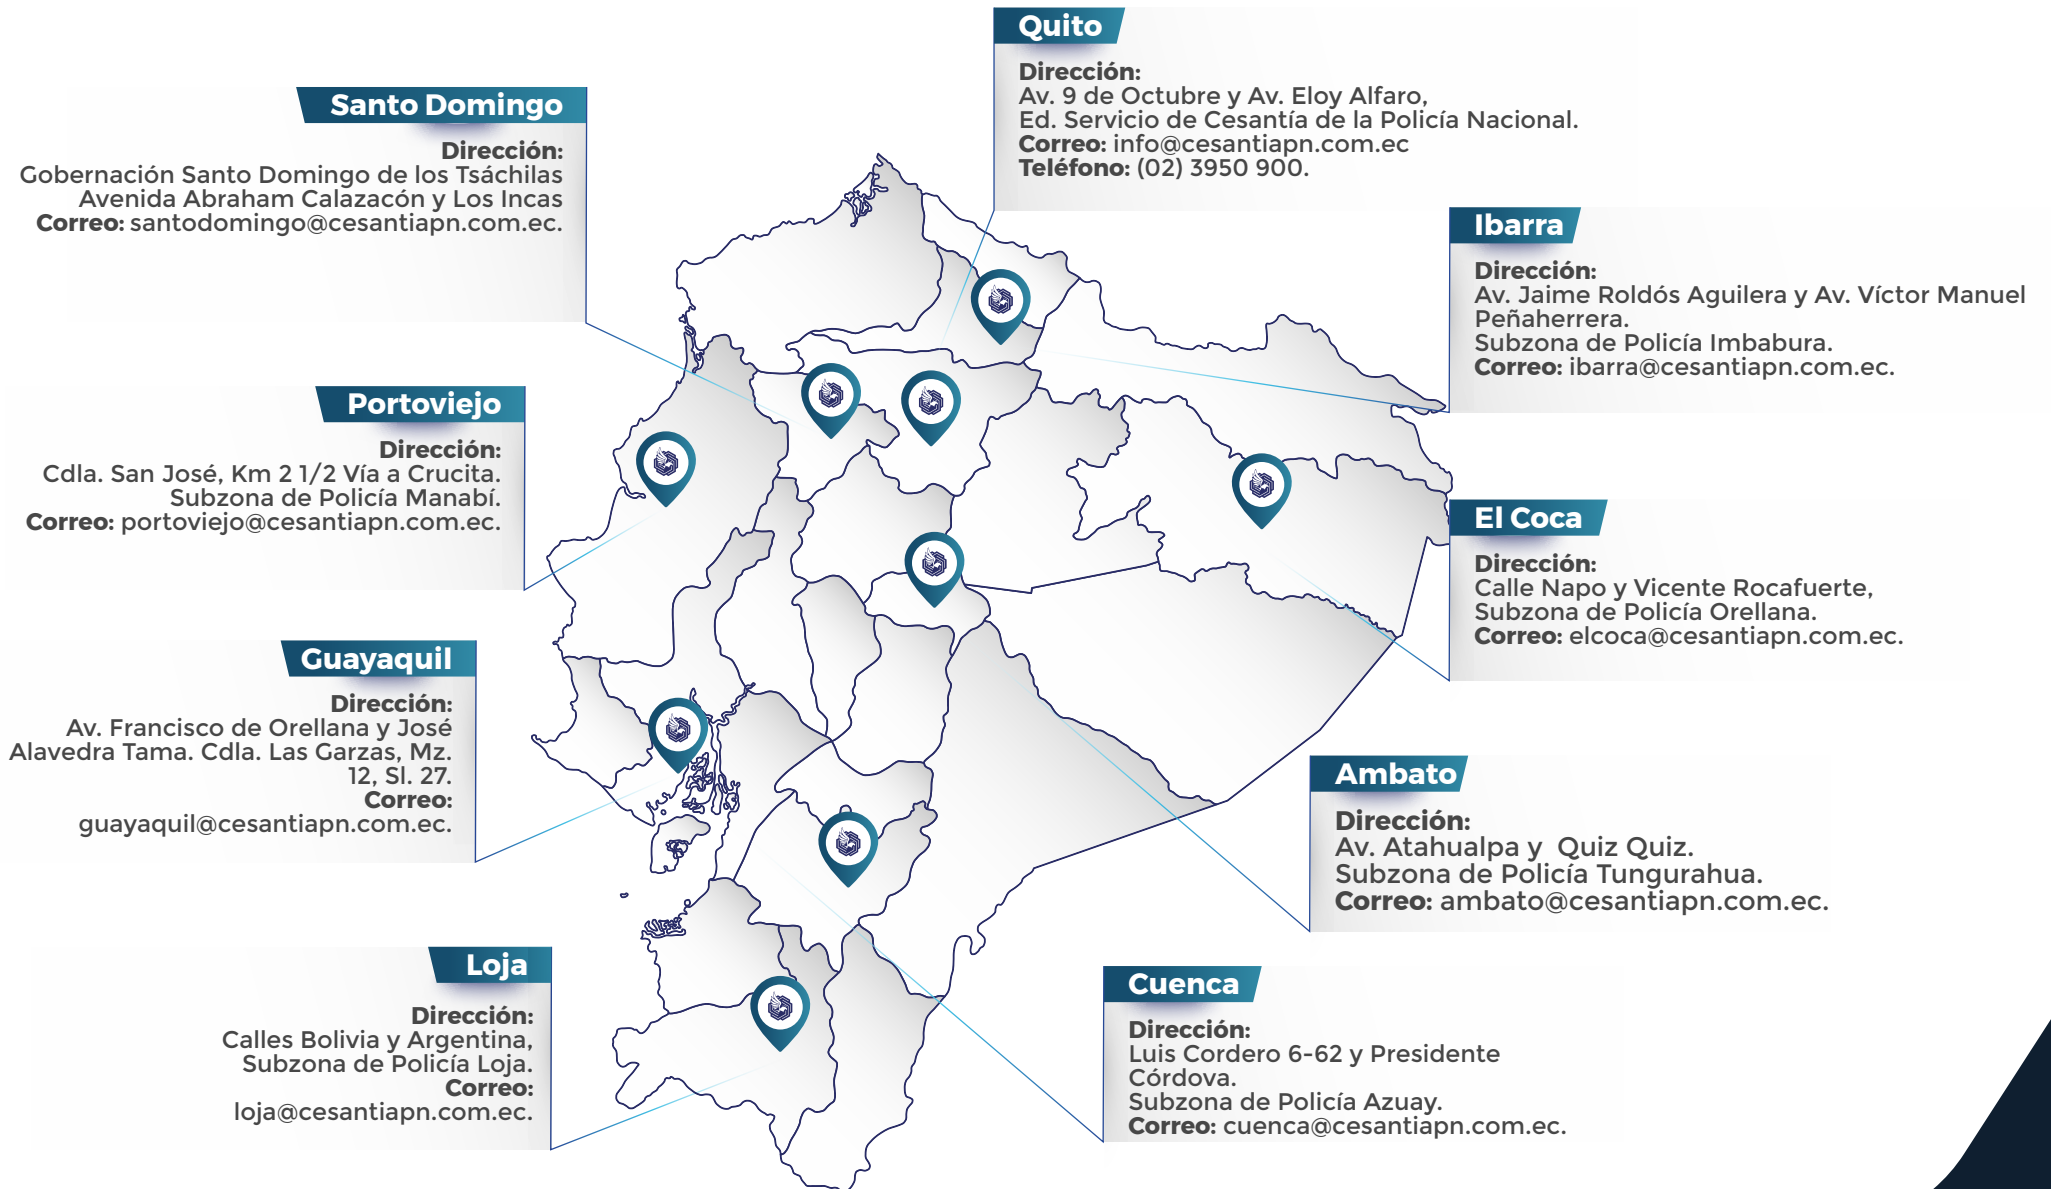 Quito
Dirección:
Av. 9 de Octubre y Av. Eloy Alfaro,
Ed. Servicio de Cesantía de la Policía Nacional.
Correo: info@cesantiapn.com.ec
Teléfono: (02) 3950 900.
Santo Domingo
Dirección:
Gobernación Santo Domingo de los Tsáchilas
Avenida Abraham Calazacón y Los Incas
Correo: santodomingo@cesantiapn.com.ec.
Ibarra
Dirección:
Av. Jaime Roldós Aguilera y Av. Víctor Manuel
Peñaherrera.
Subzona de Policía Imbabura.
Correo: ibarra@cesantiapn.com.ec.
Portoviejo
Dirección:
Cdla. San José, Km 2 1/2 Vía a Crucita.
Subzona de Policía Manabí.
Correo: portoviejo@cesantiapn.com.ec.
El Coca
Dirección:
Calle Napo y Vicente Rocafuerte,
Subzona de Policía Orellana.
Correo: elcoca@cesantiapn.com.ec.
Guayaquil
Dirección:
Av. Francisco de Orellana y José
Alavedra Tama. Cdla. Las Garzas, Mz.
12, Sl. 27.
Correo:
guayaquil@cesantiapn.com.ec.
Ambato
Dirección:
Av. Atahualpa y  Quiz Quiz.
Subzona de Policía Tungurahua.
Correo: ambato@cesantiapn.com.ec.
Loja
Dirección:
Calles Bolivia y Argentina,
Subzona de Policía Loja.
Correo:
loja@cesantiapn.com.ec.
Cuenca
Dirección:
Luis Cordero 6-62 y Presidente
Córdova.
Subzona de Policía Azuay.
Correo: cuenca@cesantiapn.com.ec.